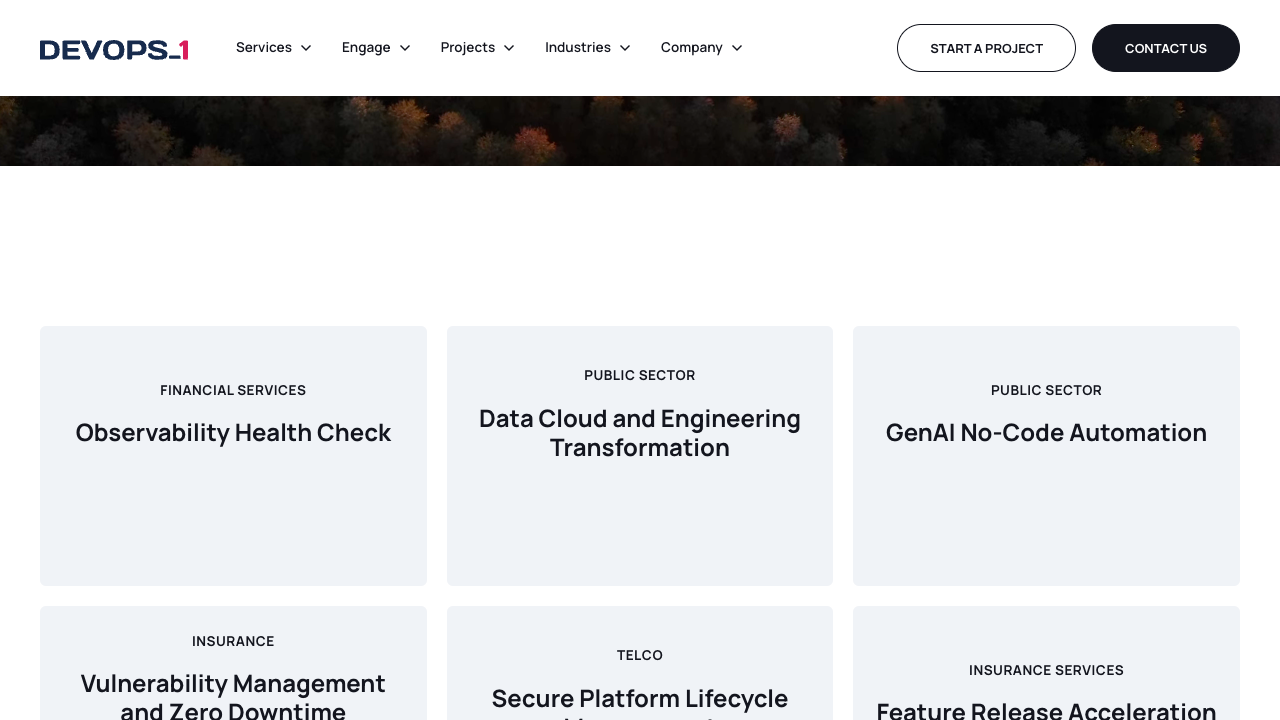 DEVOPS_1
Services
Engage
Projects
Industries
Company
START A PROJECT
CONTACT US
FINANCIAL SERVICES
Observability Health Check
PUBLIC SECTOR
Data Cloud and Engineering
Transformation
PUBLIC SECTOR
GenAI No-Code Automation
INSURANCE
Vulnerability Management
and Zero Downtime
TELCO
Secure Platform Lifecycle
INSURANCE SERVICES
Feature Release Acceleration